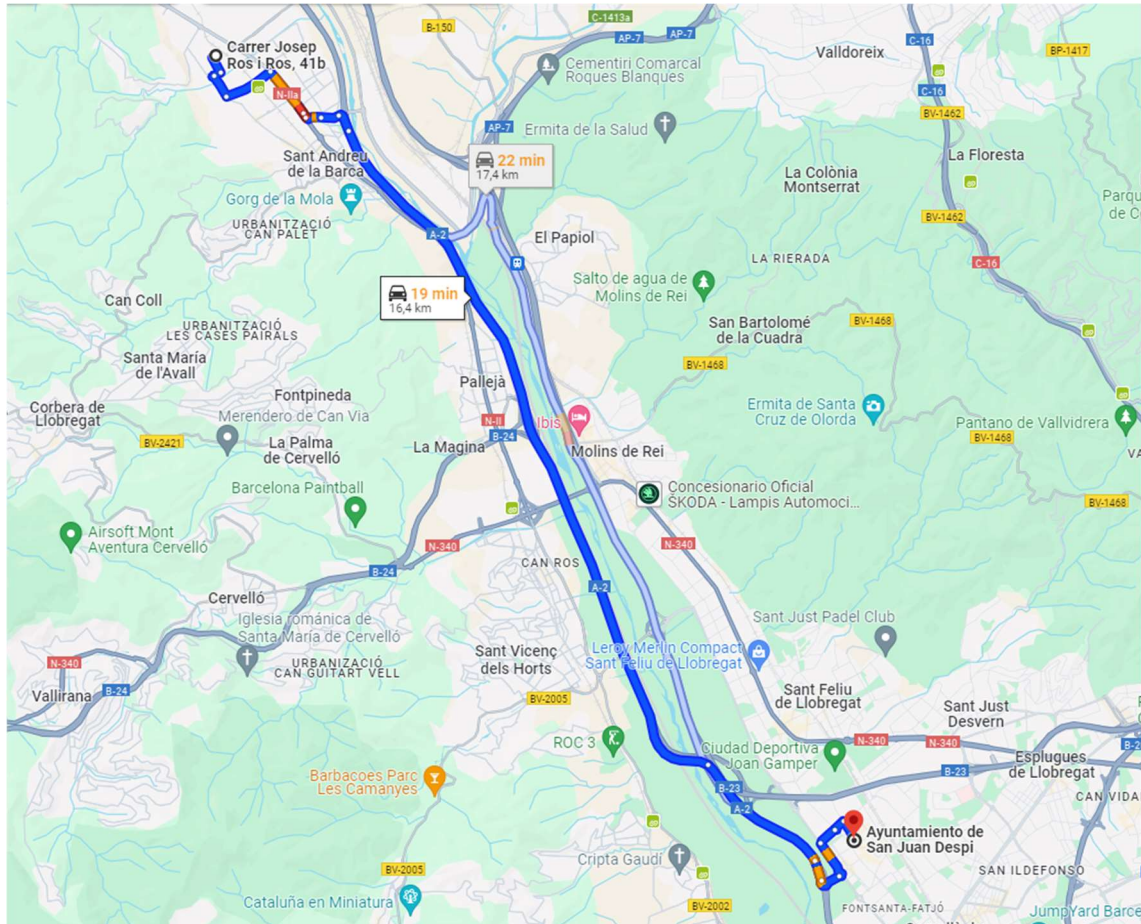 C-1413a
B-150
AP-7
AP-7
Carrer Josep
Ros i Ros, 41b
Cementiri Comarcal
Roques Blanques
Valldoreix
C-16
BP-1417
C-16
N-IIa
AP-7
Ermita de la Salud
BV-1462
Sant Andreu
de la Barca
22 min
17,4 km
La Floresta
La Colònia
Montserrat
Gorg de la Mola
Parqu
de C
URBANITZACIÓ
CAN PALET
A-2
El Papiol
BV-1462
LA RIERADA
C-16
Salto de agua de
Molins de Rei
Can Coll
19 min
16,4 km
URBANITZACIÓ
LES CASES PAIRALS
San Bartolomé
de la Cuadra
BV-1468
Santa María
de l'Avall
BV-1468
Pallejà
Fontpineda
Corbera de
Llobregat
Merendero de Can Via
N-II
Ibis
Ermita de Santa
Cruz de Olorda
Pantano de Vallvidrera
BV-2421
La Palma
de Cervelló
La Magina
B-24
Molins de Rei
BV-1468
VA
Barcelona Paintball
Concesionario Oficial
ŠKODA - Lampis Automoci...
BV-1468
Airsoft Mont
Aventura Cervelló
N-340
N-340
B-24
CAN ROS
A-2
Cervelló
Iglesia románica de
Santa María de Cervelló
Sant Just Padel Club
Leroy Merlin Compact
Sant Feliu de Llobregat
Sant Vicenç
dels Horts
N-340
URBANIZACIÓ
CAN GUITART VELL
B-24
Vallirana
BV-2005
Sant Feliu
de Llobregat
Sant Just
Desvern
ROC 3
Ciudad Deportiva
Joan Gamper
N-340
N-340
B-2
Esplugues
de Llobregat
Barbacoes Parc
Les Camanyes
B-23
B-23
A-2
CAN VIDA
Ayuntamiento de
San Juan Despi
Cripta Gaudí
SAN ILDEFONSO
BV-2005
Cataluña en Miniatura
BV-2002
FONTSANTA-FATJÓ
JumpYard Barce